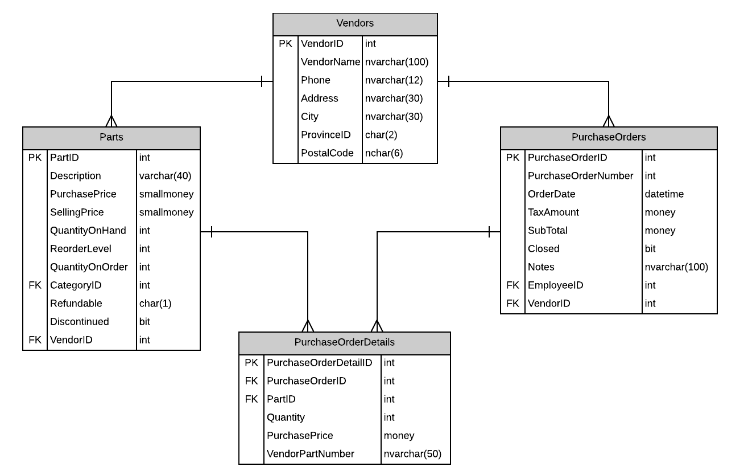 Vendors
PK VendorID int
VendorName nvarchar(100)
Phone nvarchar(12)
Address nvarchar(30)
City nvarchar(30)
ProvinceID char(2)
PostalCode nchar(6)
Parts
PK PartID int
Description varchar(40)
PurchasePrice smallmoney
SellingPrice smallmoney
QuantityOnHand int
ReorderLevel int
QuantityOnOrder int
FK CategoryID int
Refundable char(1)
Discontinued bit
FK VendorID int
PurchaseOrders
PK PurchaseOrderID int
PurchaseOrderNumber int
OrderDate datetime
TaxAmount money
SubTotal money
Closed bit
Notes nvarchar(100)
FK EmployeeID int
FK VendorID int
PurchaseOrderDetails
PK PurchaseOrderDetailID int
FK PurchaseOrderID int
FK PartID int
Quantity int
PurchasePrice money
VendorPartNumber nvarchar(50)